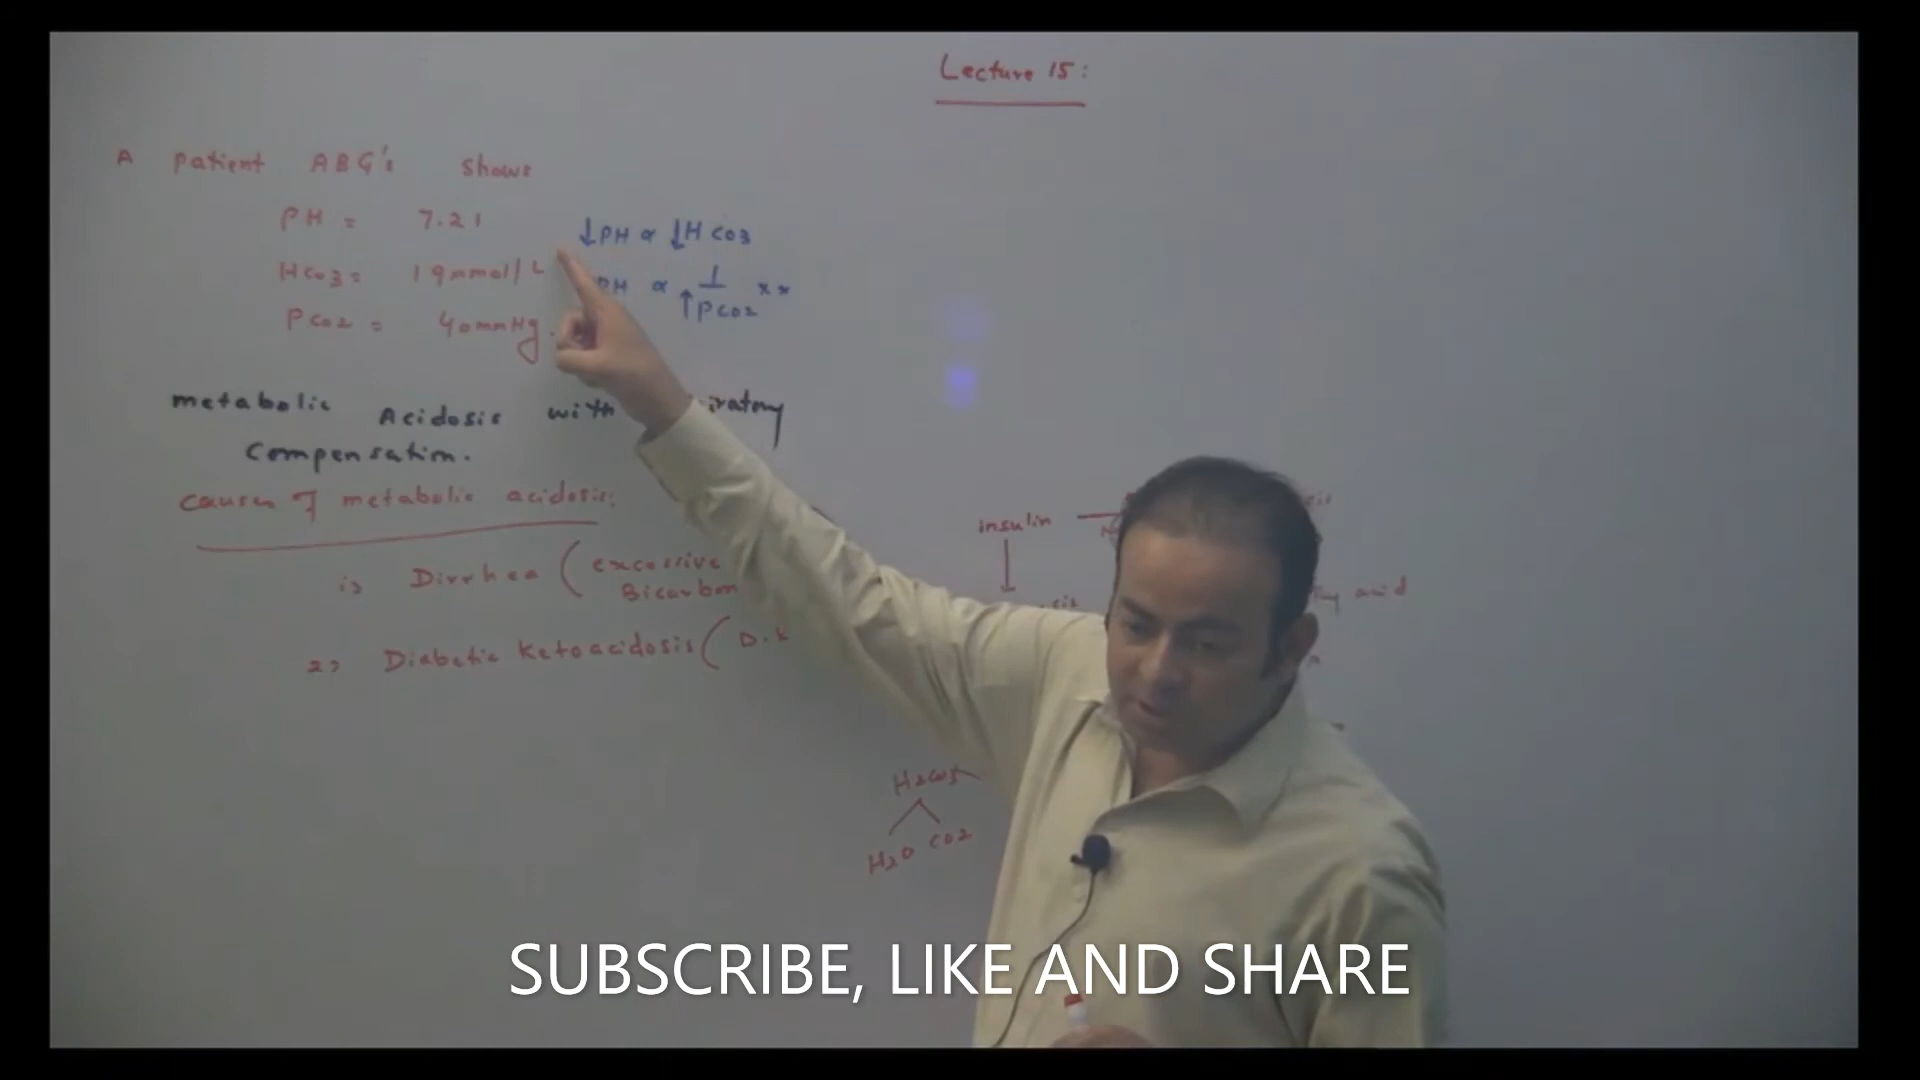 Lecture 15:
A patient ABG's shows
PH = 7.21
HCO3 = 19mmol/L
PCO2 = 40mmHg.
↓PH ∝ ↓HCO3
PH ∝ 1
↑PCO2 **
metabolic Acidosis with
Compensation.
causes of metabolic acidosis:
1> Dirrhea (excessive
Bicarbon
2> Diabetic Ketoacidosis (D.K
insulin
acid
H2CO3
H2O CO2
SUBSCRIBE, LIKE AND SHARE